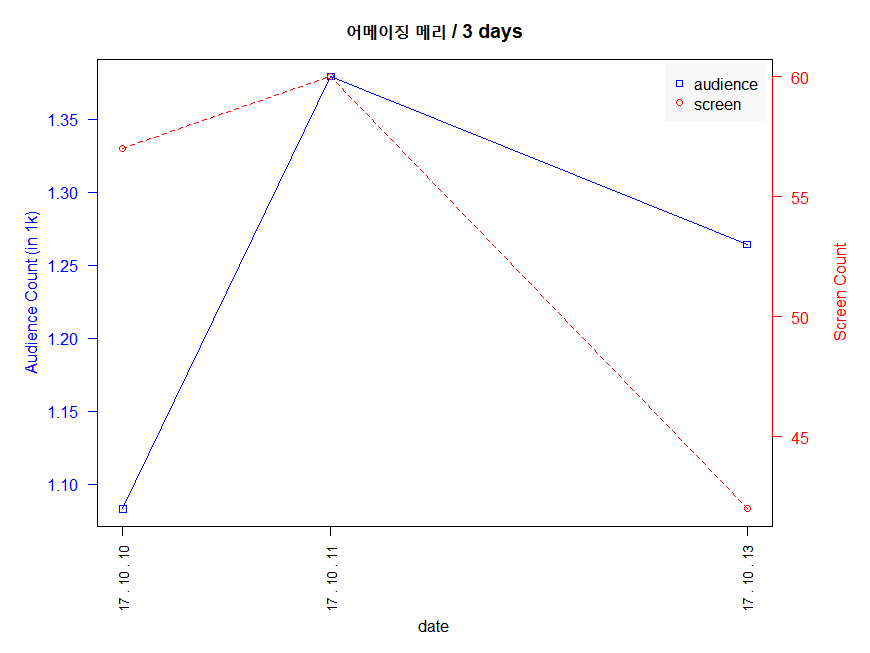 어메이징 메리 / 3 days
audience
screen
Audience Count (in 1k)
1.35
1.30
1.25
1.20
1.15
1.10
60
55
50
45
Screen Count
17 . 10 . 10
17 . 10 . 11
17 . 10 . 13
date